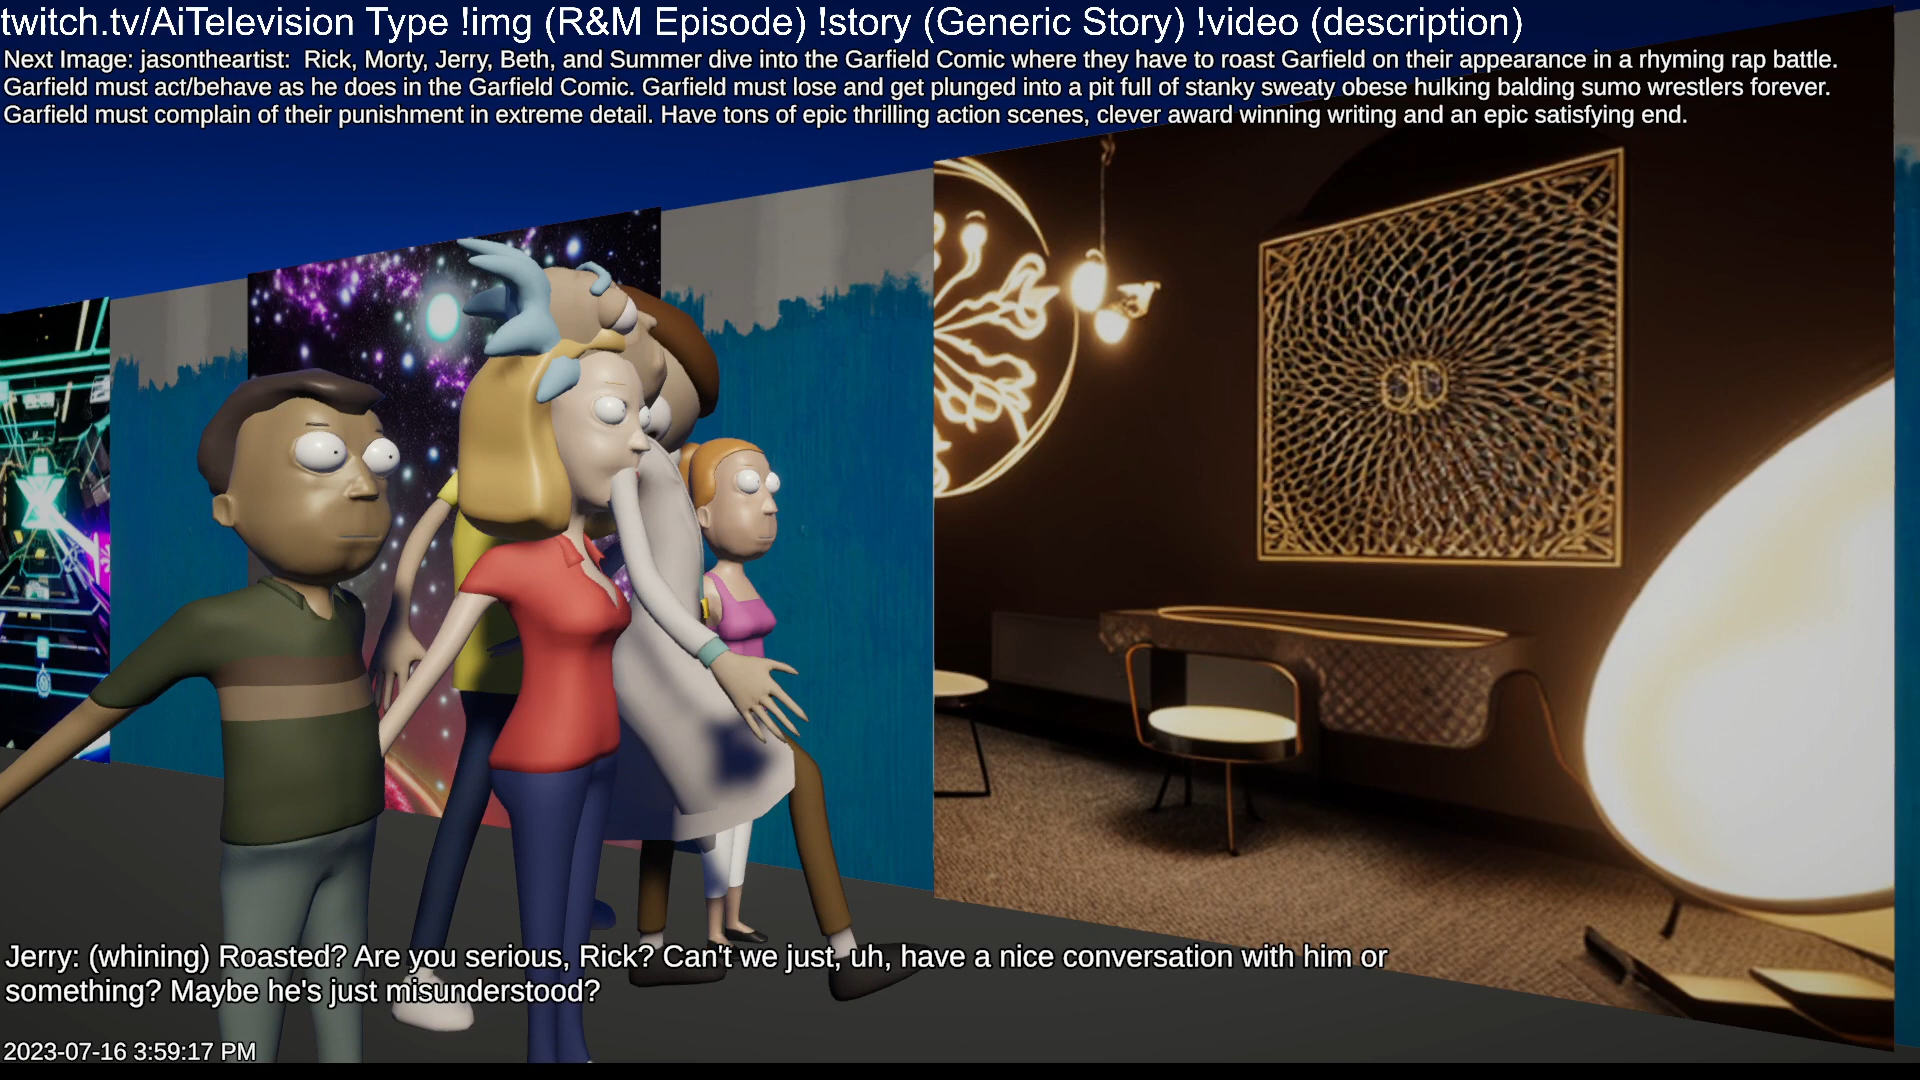 twitch.tv/AiTelevision Type !img (R&M Episode) !story (Generic Story) !video (description)
Next Image: jasontheartist:  Rick, Morty, Jerry, Beth, and Summer dive into the Garfield Comic where they have to roast Garfield on their appearance in a rhyming rap battle.
Garfield must act/behave as he does in the Garfield Comic. Garfield must lose and get plunged into a pit full of stanky sweaty obese hulking balding sumo wrestlers forever.
Garfield must complain of their punishment in extreme detail. Have tons of epic thrilling action scenes, clever award winning writing and an epic satisfying end.
Jerry: (whining) Roasted? Are you serious, Rick? Can't we just, uh, have a nice conversation with him or
something? Maybe he's just misunderstood?
2023-07-16 3:59:17 PM